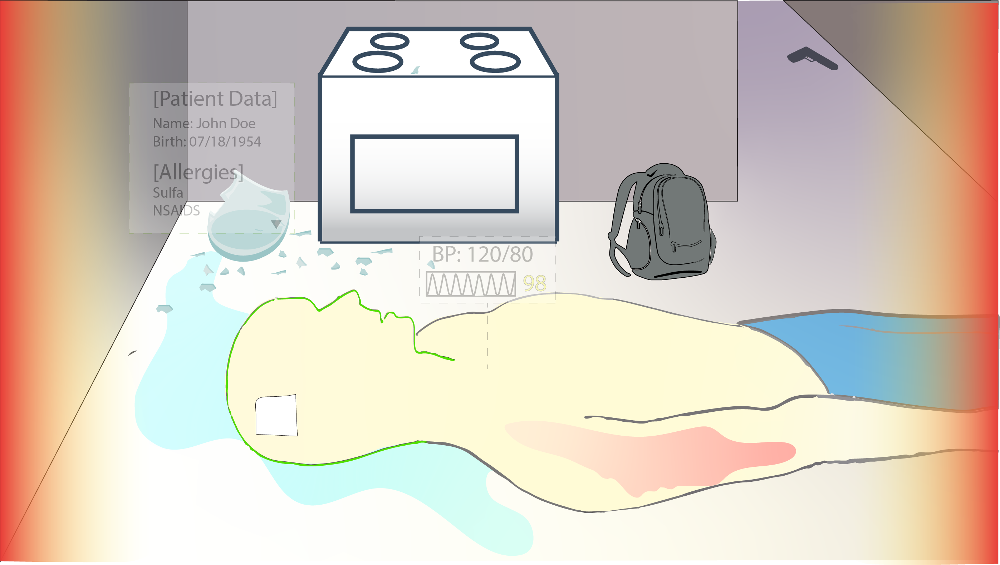 [Patient Data]
Name: John Doe
Birth: 07/18/1954
[Allergies]
Sulfa
NSAIDS
BP: 120/80
98